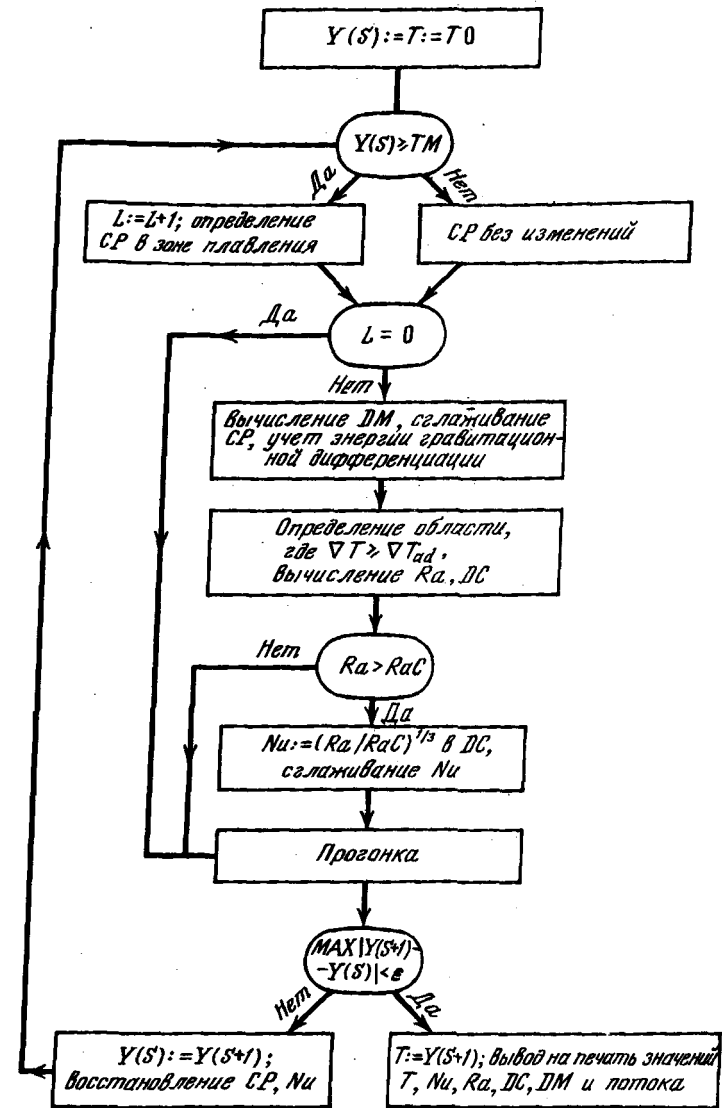 Y(S):=T:=T0
Y(S)≥TM
Да
Нет
L:=L+1; определение
CP в зоне плавления
CP без изменений
Да
L = 0
Нет
Вычисление DM, сглаживание
CP, учет энергии гравитацион-
ной дифференциации
Определение области,
где ∇T ≥ ∇Tad,
Вычисление Ra, DC
Нет
Ra > RaC
Да
Nu:=(Ra/RaC)^1/3 в DC,
сглаживание Nu
Прогонка
MAX|Y(S+1)-
-Y(S)|<ε
Нет
Да
Y(S):=Y(S+1);
Восстановление CP, Nu
T:=Y(S+1); Вывод на печать значений
T, Nu, Ra, DC, DM и потока